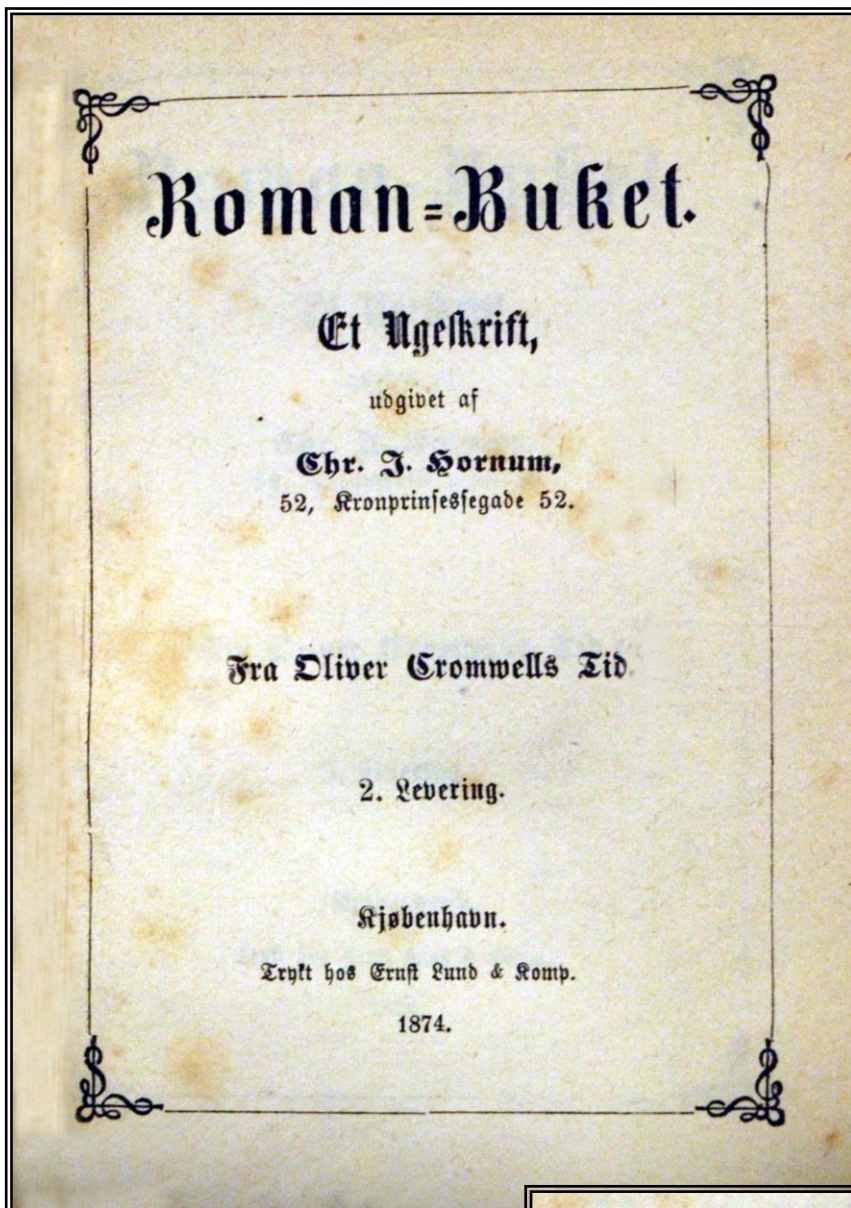 Roman=Buket.
Et Ugeskrift,
udgivet af
Chr. J. Hornum,
52, Kronprinsessegade 52.
Fra Oliver Cromwells Tid
2. Levering.
Kjøbenhavn.
Trykt hos Ernst Lund & Komp.
1874.